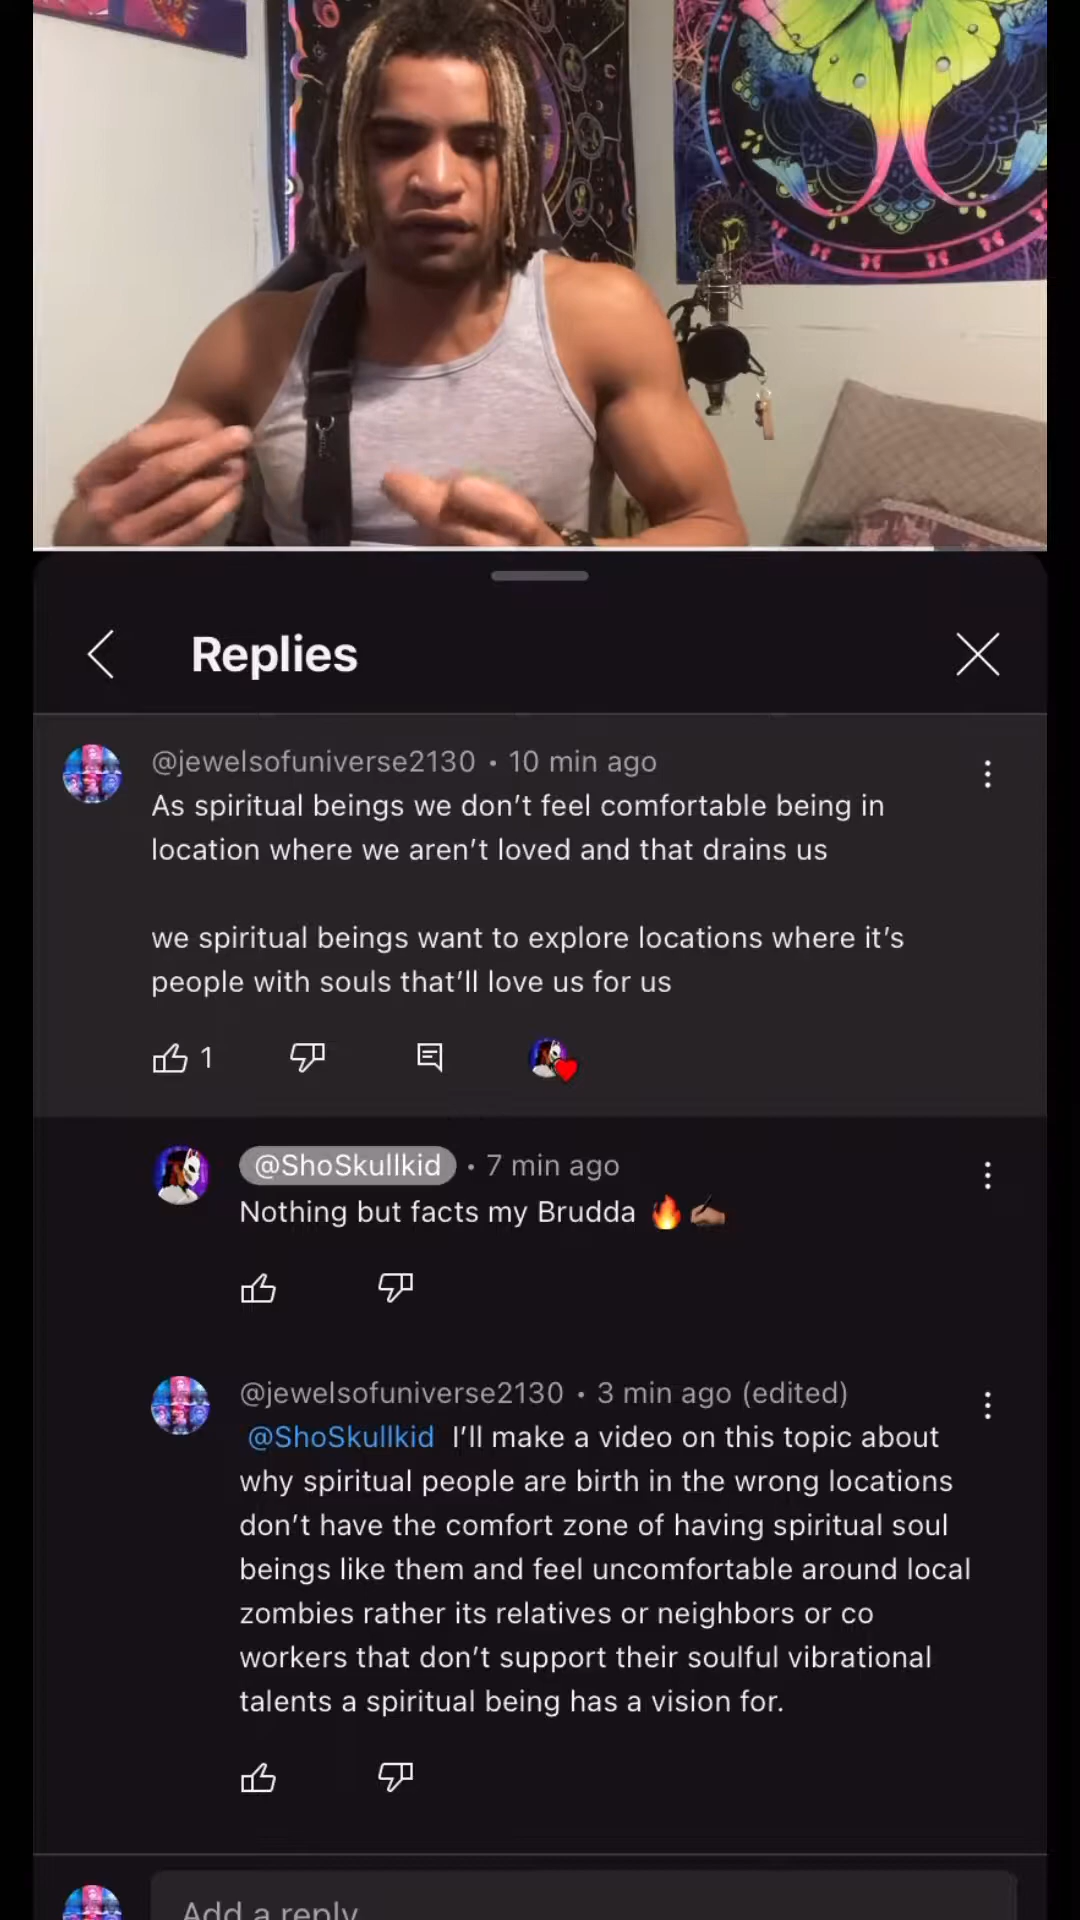 Replies
@jewelsofuniverse2130 • 10 min ago
As spiritual beings we don’t feel comfortable being in
location where we aren’t loved and that drains us
we spiritual beings want to explore locations where it’s
people with souls that’ll love us for us
1
@ShoSkullkid • 7 min ago
Nothing but facts my Brudda 🔥✍🏽
@jewelsofuniverse2130 • 3 min ago (edited)
@ShoSkullkid I’ll make a video on this topic about
why spiritual people are birth in the wrong locations
don’t have the comfort zone of having spiritual soul
beings like them and feel uncomfortable around local
zombies rather its relatives or neighbors or co
workers that don’t support their soulful vibrational
talents a spiritual being has a vision for.
Add a reply